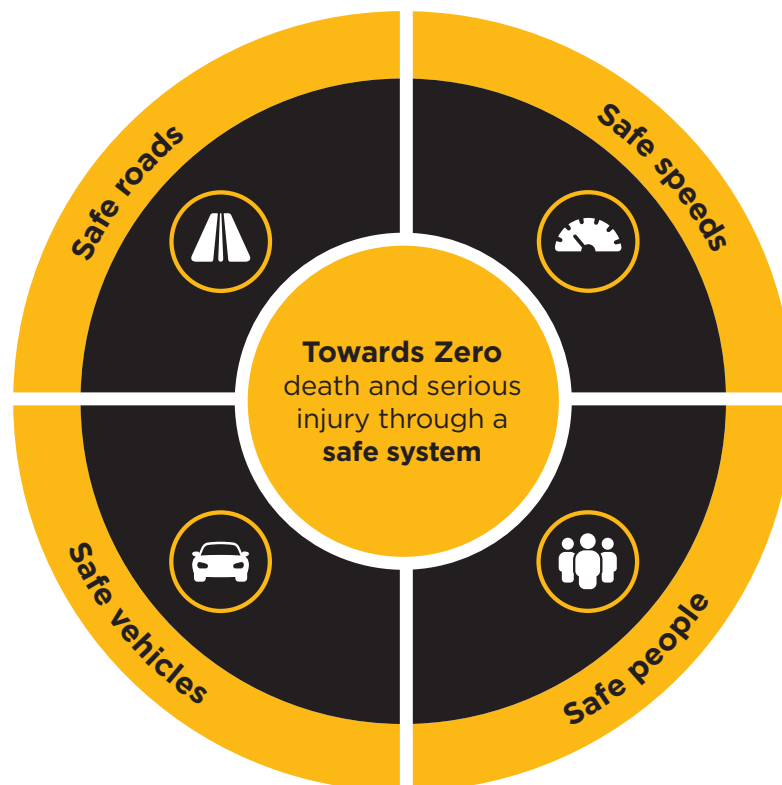 Safe roads
Safe speeds
Towards Zero
death and serious
injury through a
safe system
Safe vehicles
Safe people